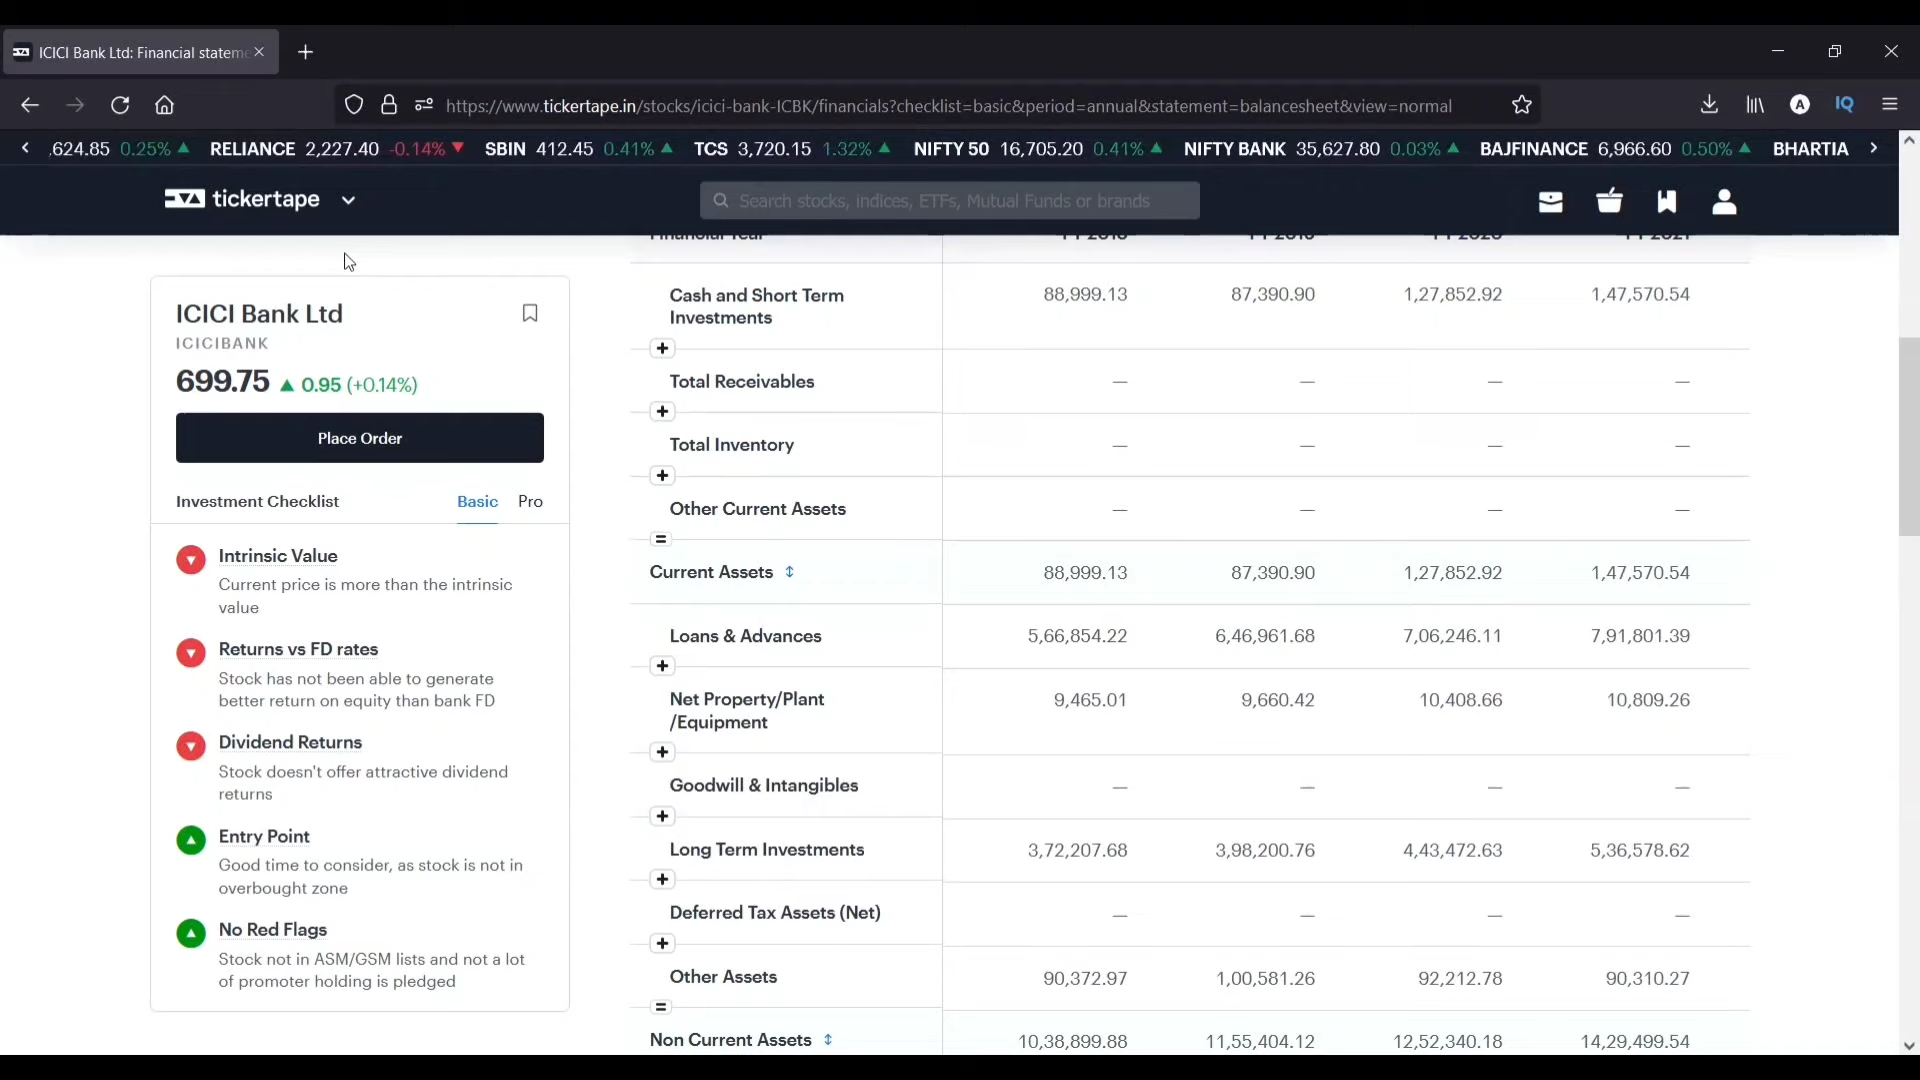 ICICI Bank Ltd: Financial stateme
https://www.tickertape.in/stocks/icici-bank-ICBK/financials?checklist=basic&period=annual&statement=balancesheet&view=normal
A
IQ
,624.85 0.25% ▲ RELIANCE 2,227.40 -0.14% ▼ SBIN 412.45 0.41% ▲ TCS 3,720.15 1.32% ▲ NIFTY 50 16,705.20 0.41% ▲ NIFTY BANK 35,627.80 0.03% ▲ BAJFINANCE 6,966.60 0.50% ▲ BHARTIA
tickertape
Search stocks, indices, ETFs, Mutual Funds or brands
ICICI Bank Ltd
ICICIBANK
699.75 ▲ 0.95 (+0.14%)
Place Order
Investment Checklist Basic Pro
Intrinsic Value
Current price is more than the intrinsic
value
Returns vs FD rates
Stock has not been able to generate
better return on equity than bank FD
Dividend Returns
Stock doesn't offer attractive dividend
returns
Entry Point
Good time to consider, as stock is not in
overbought zone
No Red Flags
Stock not in ASM/GSM lists and not a lot
of promoter holding is pledged
Cash and Short Term 88,999.13 87,390.90 1,27,852.92 1,47,570.54
Investments
+
Total Receivables — — — —
+
Total Inventory — — — —
+
Other Current Assets — — — —
=
Current Assets 88,999.13 87,390.90 1,27,852.92 1,47,570.54
Loans & Advances 5,66,854.22 6,46,961.68 7,06,246.11 7,91,801.39
+
Net Property/Plant 9,465.01 9,660.42 10,408.66 10,809.26
/Equipment
+
Goodwill & Intangibles — — — —
+
Long Term Investments 3,72,207.68 3,98,200.76 4,43,472.63 5,36,578.62
+
Deferred Tax Assets (Net) — — — —
+
Other Assets 90,372.97 1,00,581.26 92,212.78 90,310.27
=
Non Current Assets 10,38,899.88 11,55,404.12 12,52,340.18 14,29,499.54